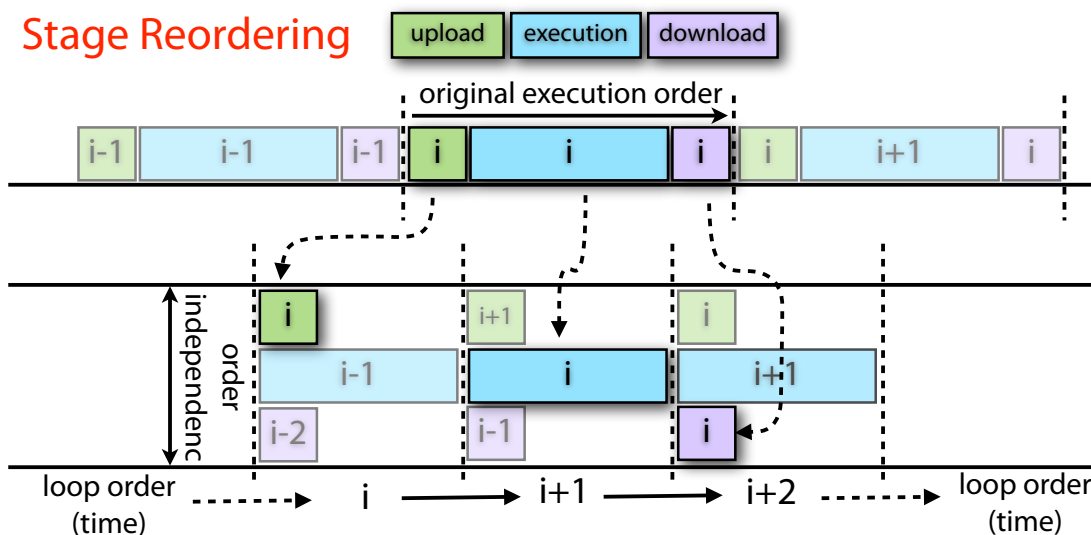 Stage Reordering
upload execution download
original execution order
i-1 i-1 i-1 i i i i i+1 i
i i+1 i
i-1 i i+1
i-2 i-1 i
independenc
order
loop order
(time)
i i+1 i+2
loop order
(time)